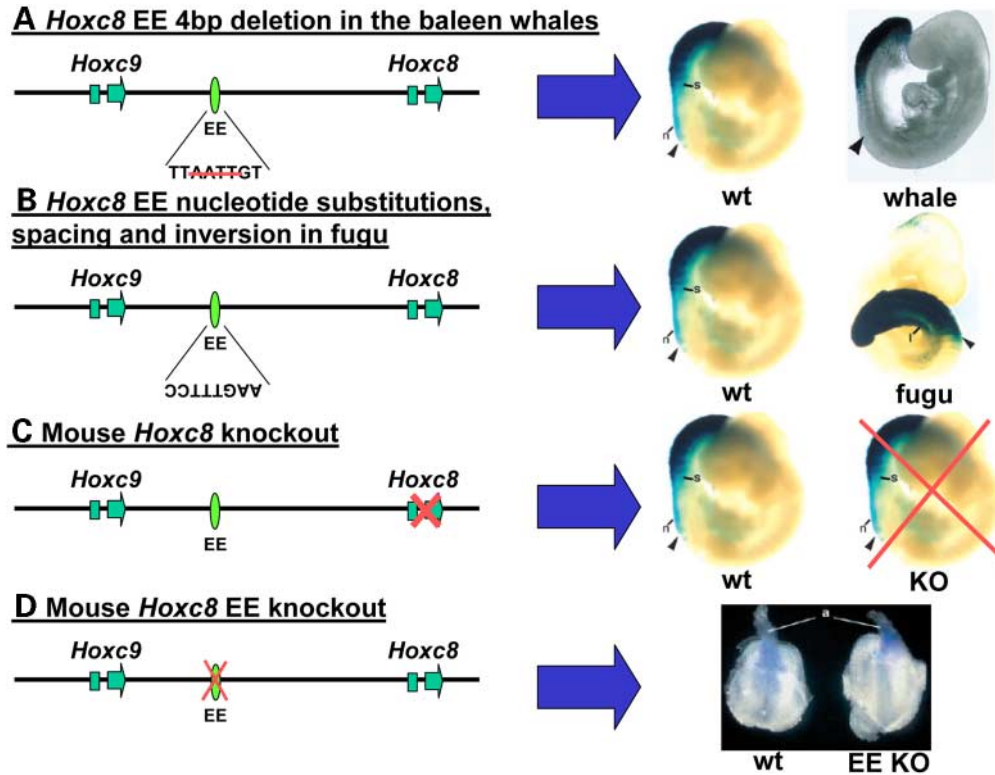 A Hoxc8 EE 4bp deletion in the baleen whales
Hoxc9 Hoxc8
EE
TTAATTGT
s
n
wt whale
B Hoxc8 EE nucleotide substitutions,
spacing and inversion in fugu
Hoxc9 Hoxc8
EE
AAGTTTCC
s
n
l
wt fugu
C Mouse Hoxc8 knockout
Hoxc9 Hoxc8
EE
s s
n n
wt KO
D Mouse Hoxc8 EE knockout
Hoxc9 Hoxc8
EE
a
wt EE KO